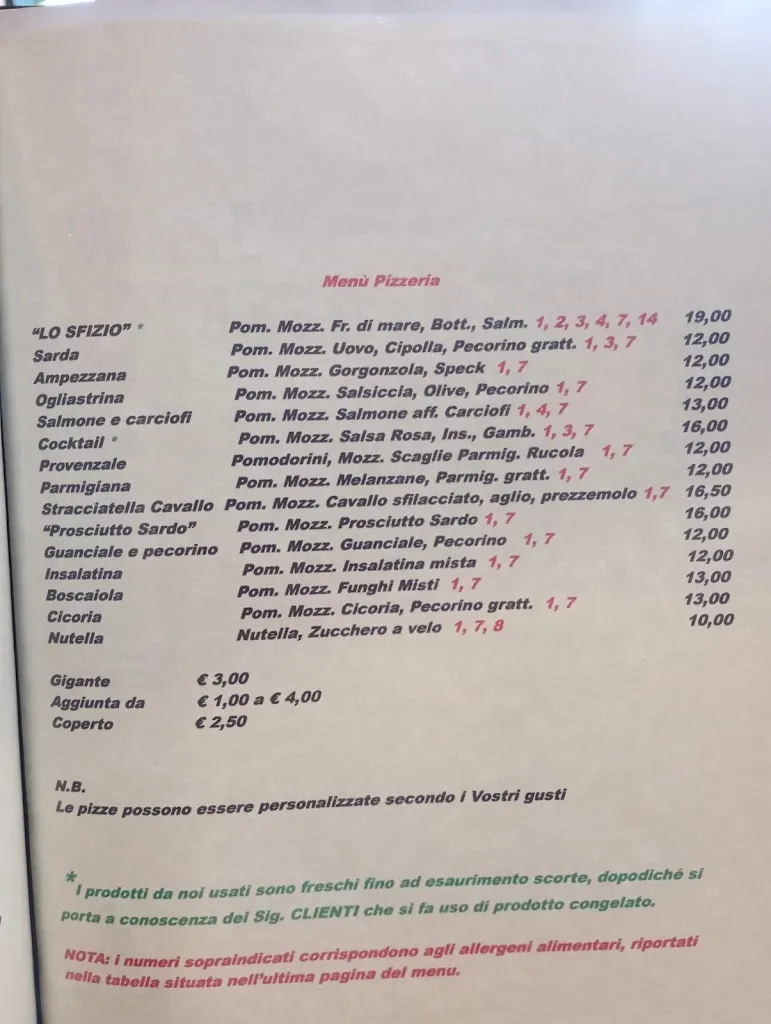 Menù Pizzeria
“LO SFIZIO” * Pom. Mozz. Fr. di mare, Bott., Salm. 1, 2, 3, 4, 7, 14 19,00
Sarda Pom. Mozz. Uovo, Cipolla, Pecorino gratt. 1, 3, 7 12,00
Ampezzana Pom. Mozz. Gorgonzola, Speck 1, 7 12,00
Ogliastrina Pom. Mozz. Salsiccia, Olive, Pecorino 1, 7 12,00
Salmone e carciofi Pom. Mozz. Salmone aff. Carciofi 1, 4, 7 13,00
Cocktail * Pom. Mozz. Salsa Rosa, Ins., Gamb. 1, 3, 7 16,00
Provenzale Pomodorini, Mozz. Scaglie Parmig. Rucola 1, 7 12,00
Parmigiana Pom. Mozz. Melanzane, Parmig. gratt. 1, 7 12,00
Stracciatella Cavallo Pom. Mozz. Cavallo sfilacciato, aglio, prezzemolo 1,7 16,50
“Prosciutto Sardo” Pom. Mozz. Prosciutto Sardo 1, 7 16,00
Guanciale e pecorino Pom. Mozz. Guanciale, Pecorino 1, 7 12,00
Insalatina Pom. Mozz. Insalatina mista 1, 7 12,00
Boscaiola Pom. Mozz. Funghi Misti 1, 7 13,00
Cicoria Pom. Mozz. Cicoria, Pecorino gratt. 1, 7 13,00
Nutella Nutella, Zucchero a velo 1, 7, 8 10,00
Gigante € 3,00
Aggiunta da € 1,00 a € 4,00
Coperto € 2,50
N.B.
Le pizze possono essere personalizzate secondo i Vostri gusti
* I prodotti da noi usati sono freschi fino ad esaurimento scorte, dopodiché si
porta a conoscenza dei Sig. CLIENTI che si fa uso di prodotto congelato.
NOTA: i numeri sopraindicati corrispondono agli allergeni alimentari, riportati
nella tabella situata nell'ultima pagina del menu.